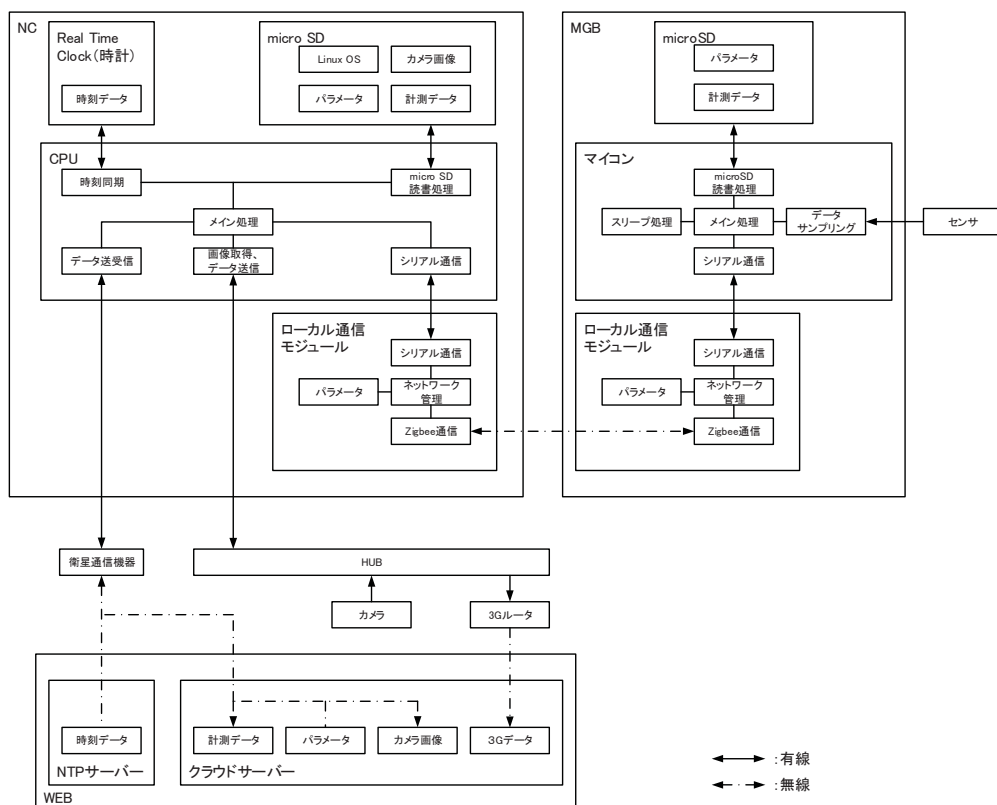 NC
Real Time
Clock(時計)
時刻データ
micro SD
Linux OS
カメラ画像
パラメータ
計測データ
CPU
時刻同期
micro SD
読書処理
メイン処理
データ送受信
画像取得、
データ送信
シリアル通信
ローカル通信
モジュール
シリアル通信
パラメータ
ネットワーク
管理
Zigbee通信
MGB
microSD
パラメータ
計測データ
マイコン
microSD
読書処理
スリープ処理
メイン処理
データ
サンプリング
シリアル通信
センサ
ローカル通信
モジュール
シリアル通信
パラメータ
ネットワーク
管理
Zigbee通信
衛星通信機器
HUB
カメラ
3Gルータ
時刻データ
NTPサーバー
計測データ
パラメータ
カメラ画像
3Gデータ
クラウドサーバー
WEB
:有線
:無線